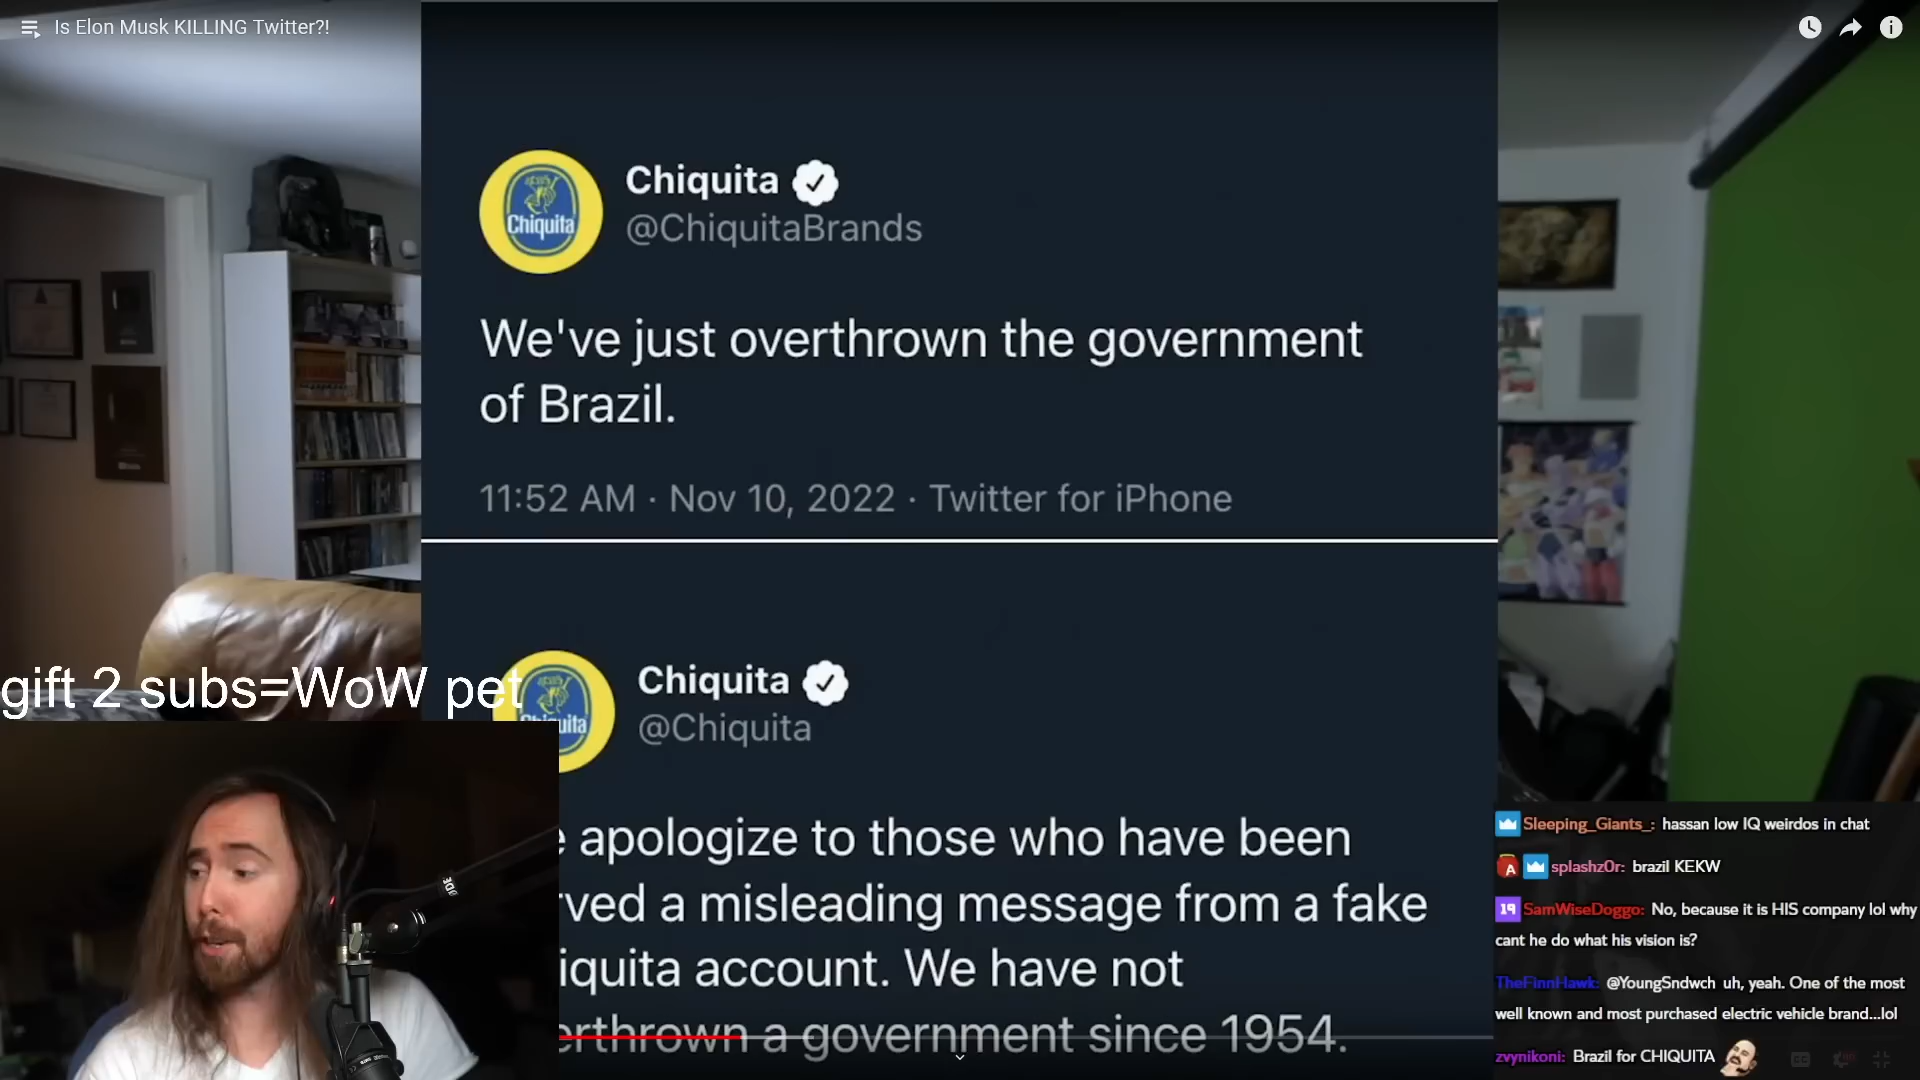 Is Elon Musk KILLING Twitter?!
Chiquita
Chiquita
@ChiquitaBrands
We've just overthrown the government
of Brazil.
11:52 AM · Nov 10, 2022 · Twitter for iPhone
Chiquita
@Chiquita
apologize to those who have been
rved a misleading message from a fake
iquita account. We have not
erthrown a government since 1954.
gift 2 subs=WoW pet
Sleeping_Giants_: hassan low IQ weirdos in chat
A splashz0r: brazil KEKW
19 SamWiseDoggo: No, because it is HIS company lol why
cant he do what his vision is?
TheFinnHawk: @YoungSndwch uh, yeah. One of the most
well known and most purchased electric vehicle brand...lol
zvynikoni: Brazil for CHIQUITA